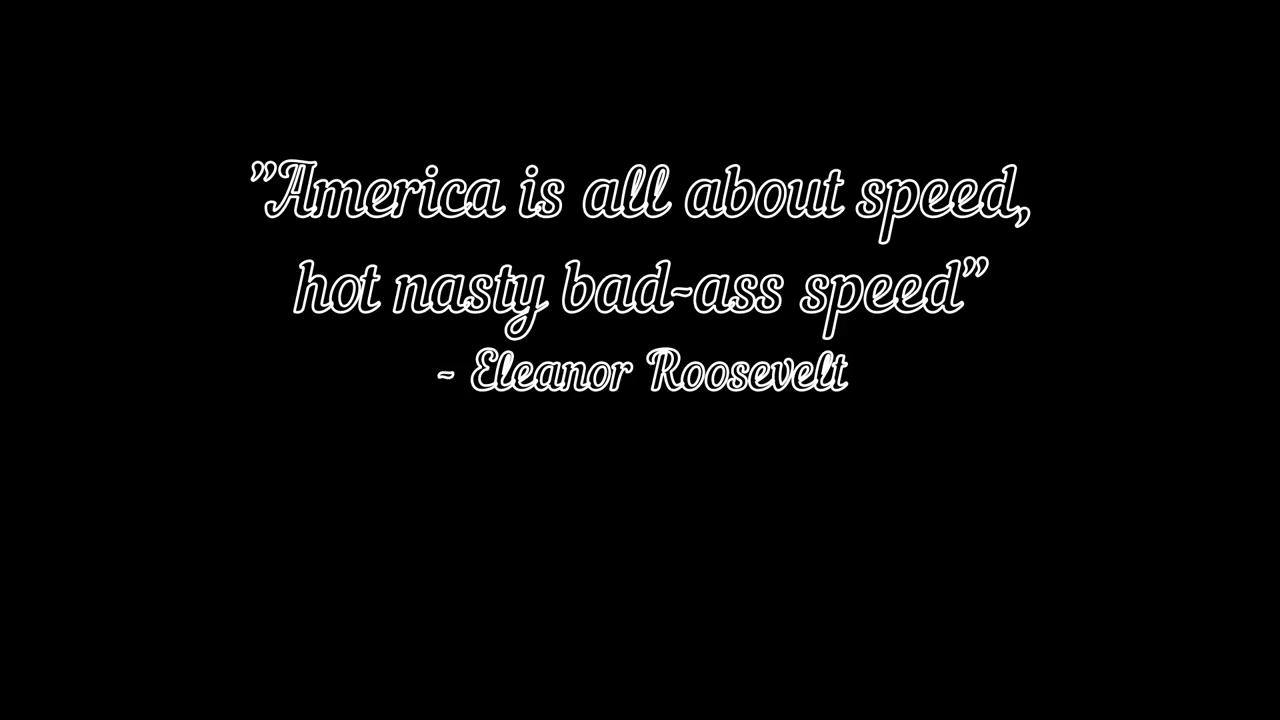 ”America is all about speed,
hot nasty bad-ass speed”
- Eleanor Roosevelt